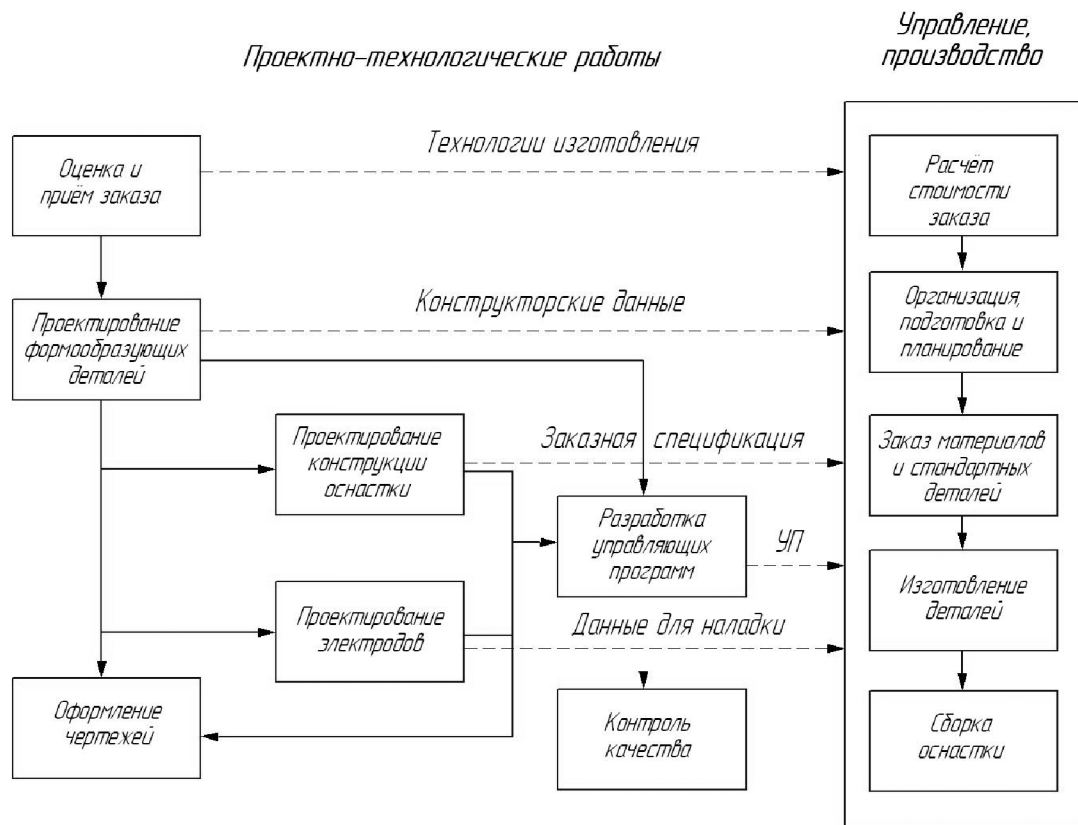 Проектно-технологические работы
Управление,
производство
Оценка и
приём заказа
Технологии изготовления
Расчёт
стоимости
заказа
Проектирование
формообразующих
деталей
Конструкторские данные
Организация,
подготовка и
планирование
Проектирование
конструкции
оснастки
Заказная спецификация
Заказ материалов
и стандартных
деталей
Разработка
управляющих
программ
УП
Изготовление
деталей
Проектирование
электродов
Данные для наладки
Оформление
чертежей
Контроль
качества
Сборка
оснастки